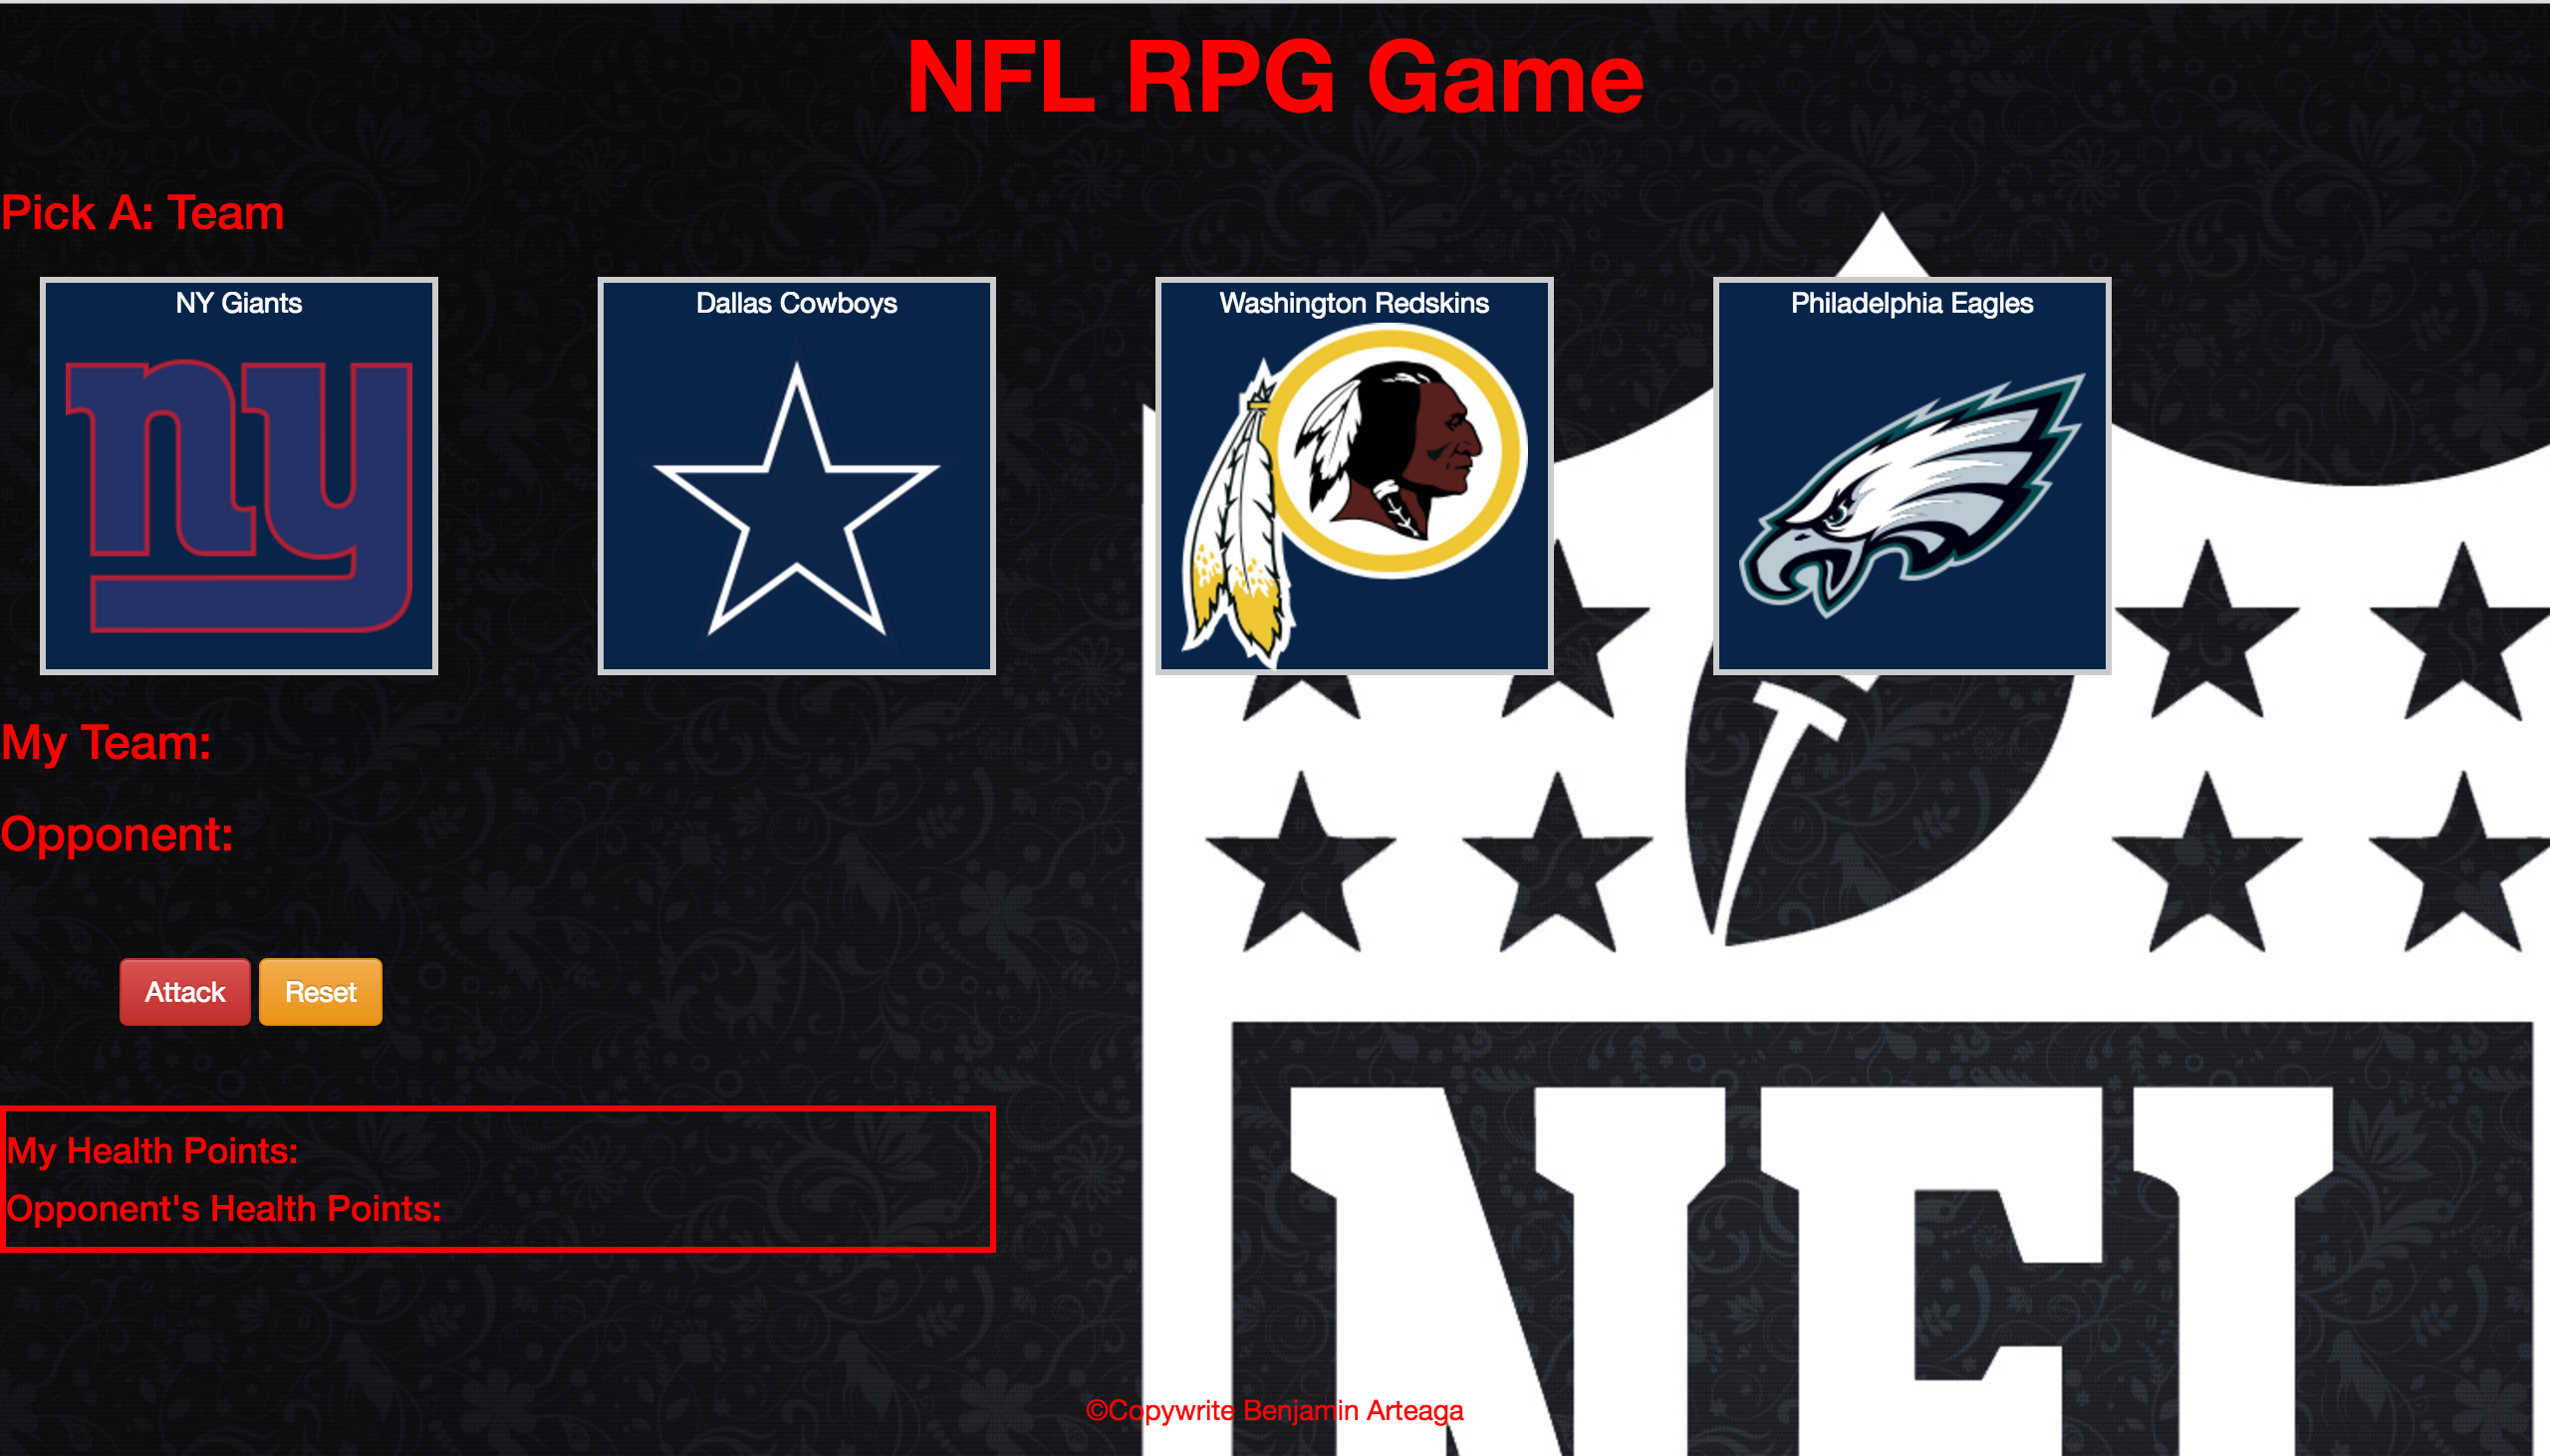 NFL RPG Game
Pick A: Team
NY Giants
Dallas Cowboys
Washington Redskins
Philadelphia Eagles
ny
My Team:
Opponent:
Attack
Reset
My Health Points:
Opponent's Health Points:
NFL
©Copywrite Benjamin Arteaga